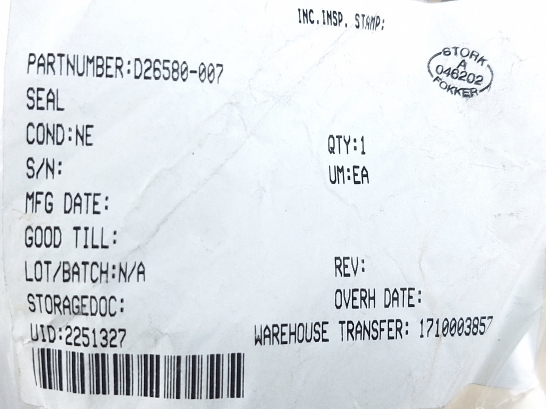 INC.INSP. STAMP:
STORK
A
046202
FOKKER
PARTNUMBER:D26580-007
SEAL
COND:NE
QTY:1
S/N:
UM:EA
MFG DATE:
GOOD TILL:
LOT/BATCH:N/A
REV:
STORAGEDOC:
OVERH DATE:
UID:2251327
WAREHOUSE TRANSFER: 1710003857